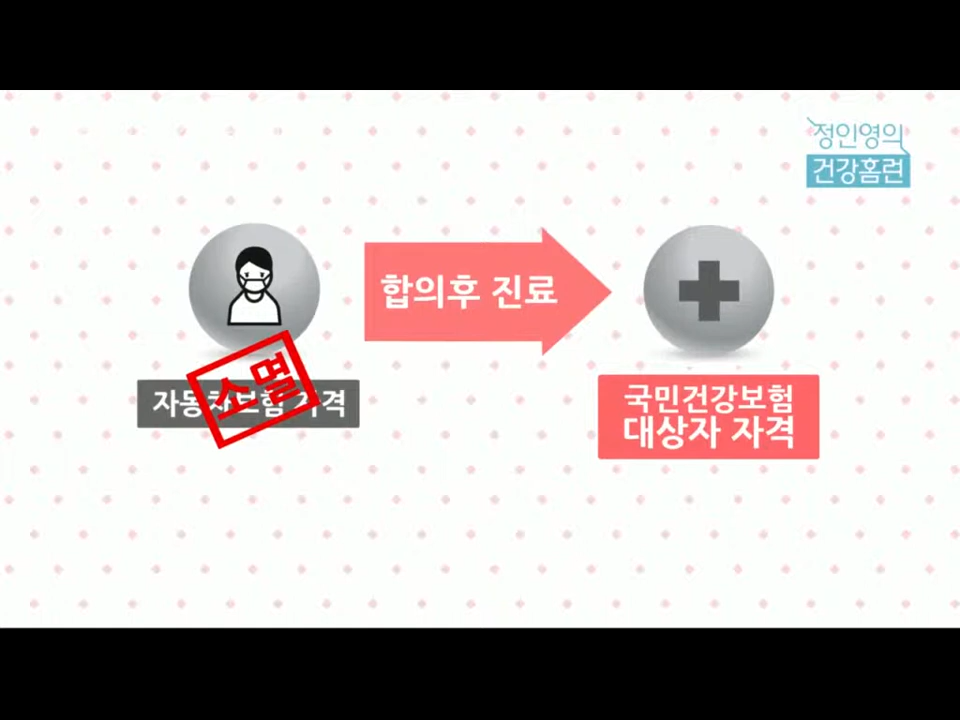 정인영의
건강홈런
합의후 진료
소멸
자동차보험 자격
국민건강보험
대상자 자격